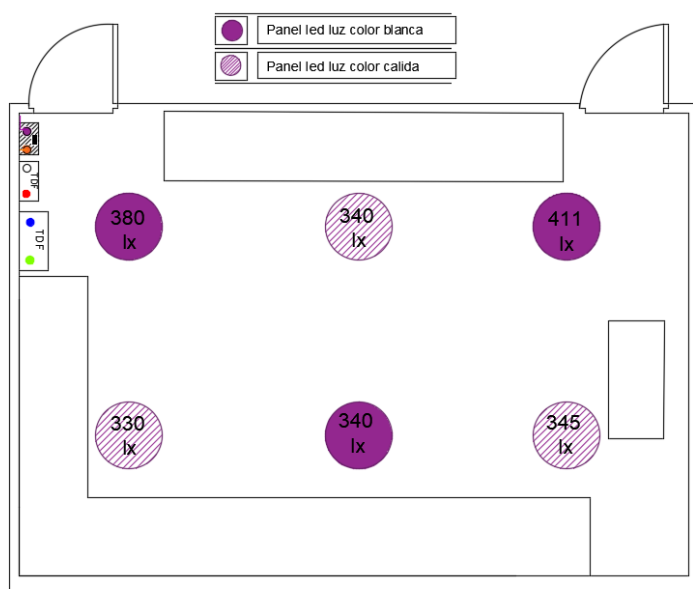 Panel led luz color blanca
Panel led luz color calida
TDF
TDF
380
lx
340
lx
411
lx
330
lx
340
lx
345
lx